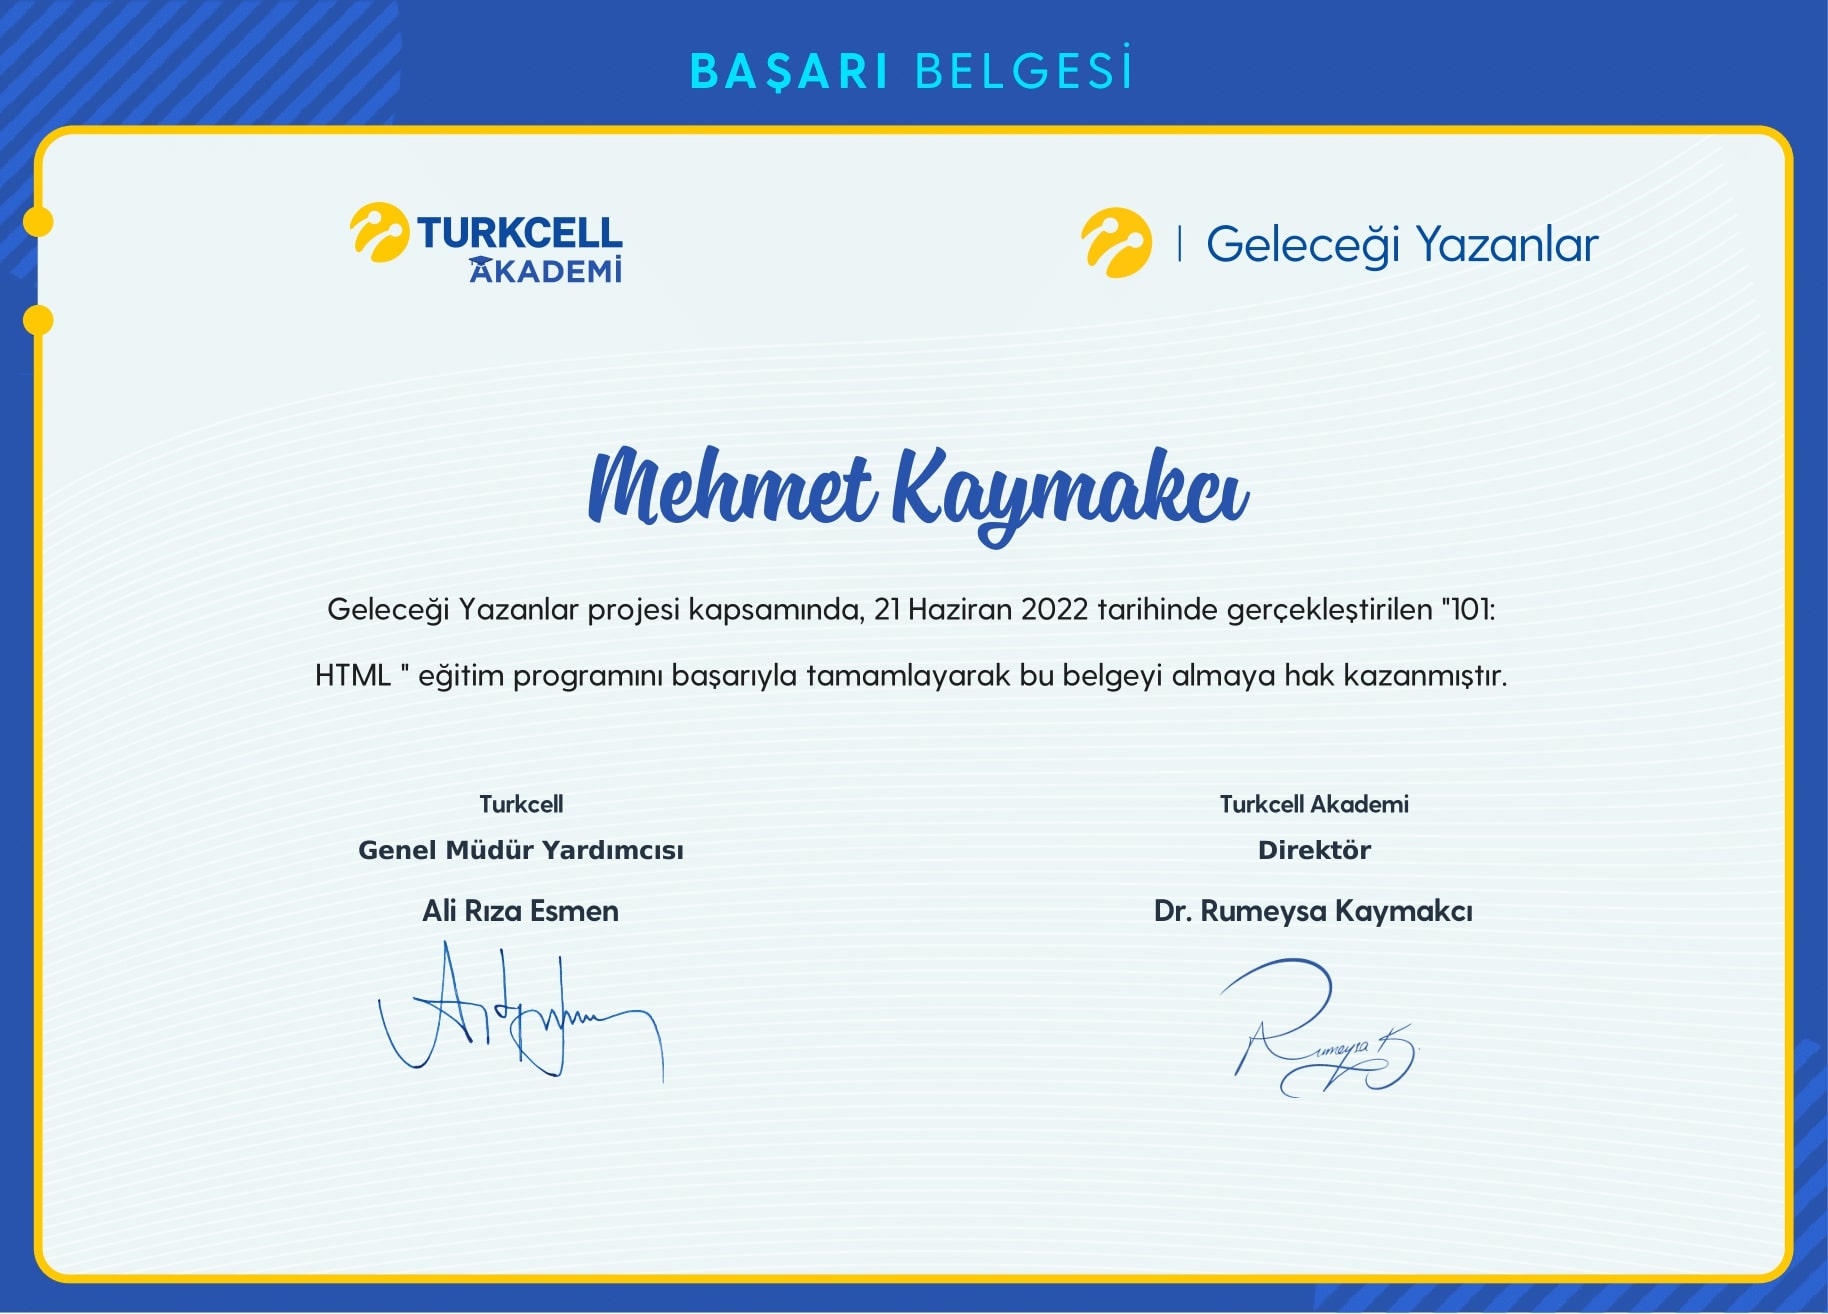 BAŞARI BELGESİ
TURKCELL
AKADEMİ
Geleceği Yazanlar
Mehmet Kaymakcı
Geleceği Yazanlar projesi kapsamında, 21 Haziran 2022 tarihinde gerçekleştirilen "101:
HTML " eğitim programını başarıyla tamamlayarak bu belgeyi almaya hak kazanmıştır.
Turkcell
Genel Müdür Yardımcısı
Ali Rıza Esmen
Turkcell Akademi
Direktör
Dr. Rumeysa Kaymakcı
Rumeysa K.